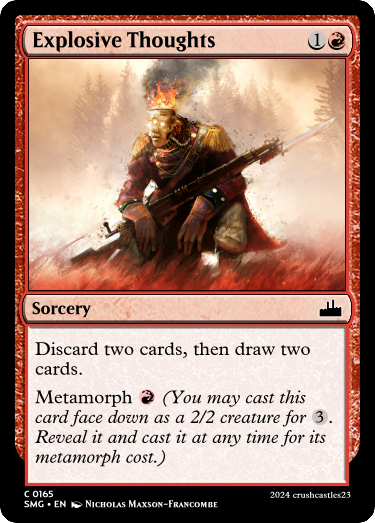 Explosive Thoughts 1
Sorcery
Discard two cards, then draw two
cards.
Metamorph (You may cast this
card face down as a 2/2 creature for 3.
Reveal it and cast it at any time for its
metamorph cost.)
C 0165
SMG • EN Nicholas Maxson-Francombe
2024 crushcastles23